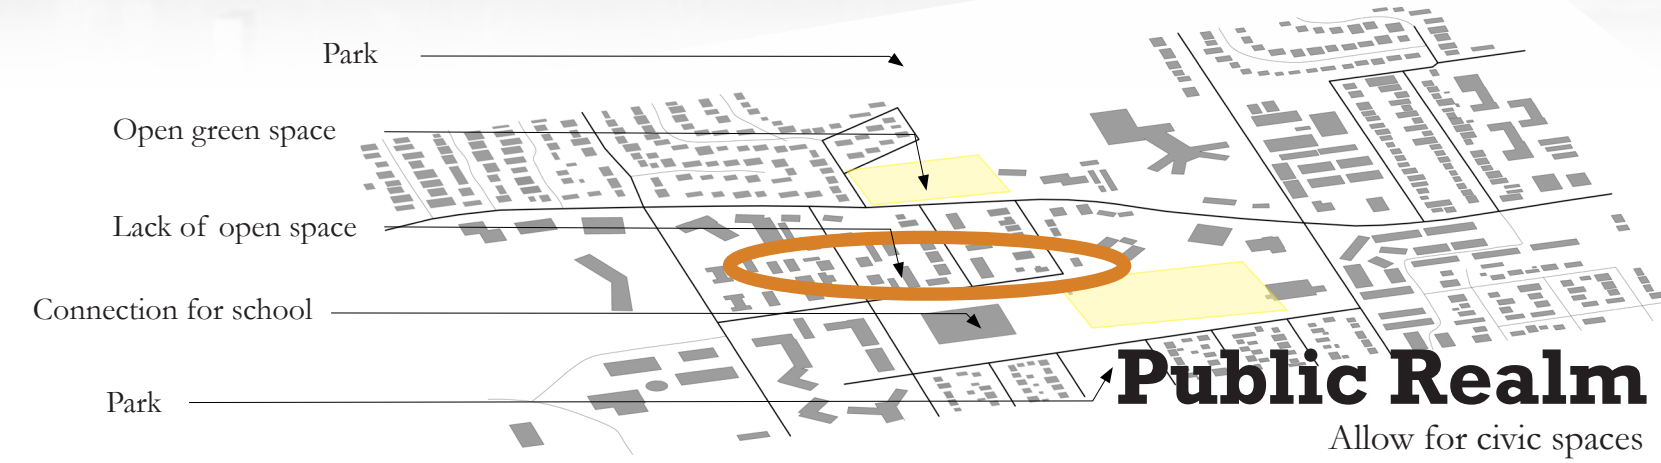 Park
Open green space
Lack of open space
Connection for school
Park
Public Realm
Allow for civic spaces